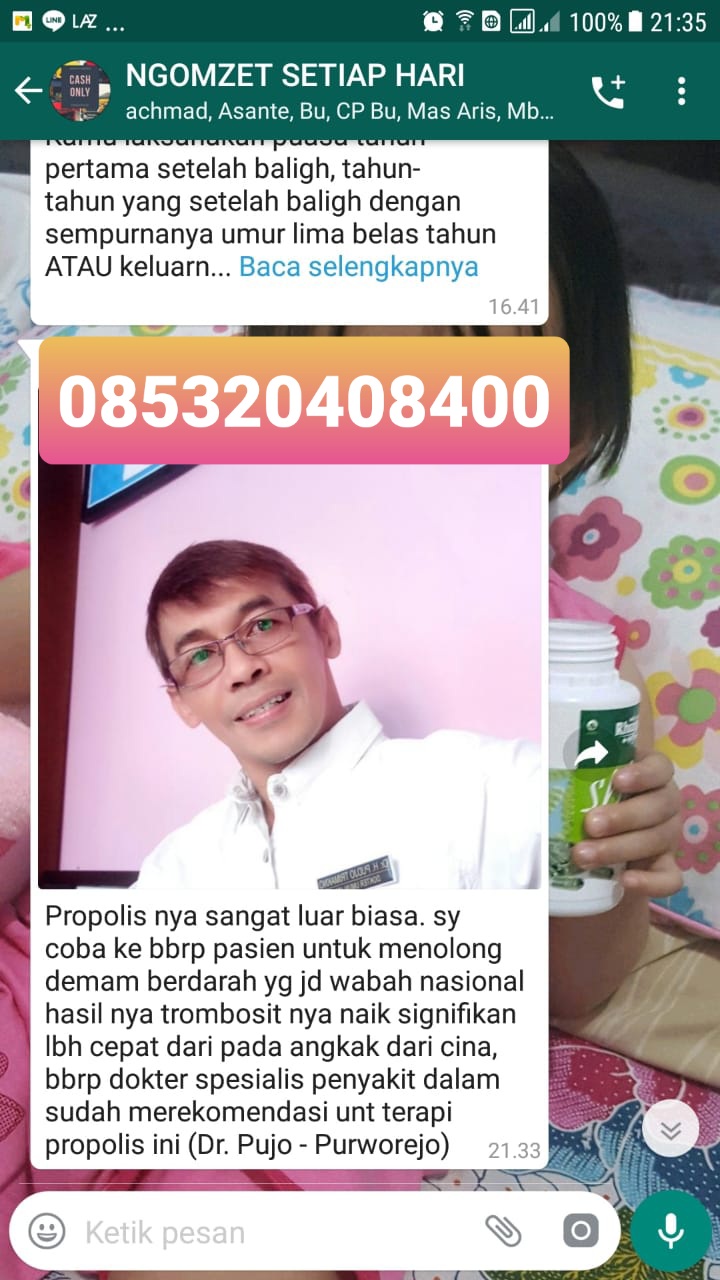 LINE LAZ ...
100% 21:35
CASH
ONLY
NGOMZET SETIAP HARI
achmad, Asante, Bu, CP Bu, Mas Aris, Mb...
pertama setelah baligh, tahun-
tahun yang setelah baligh dengan
sempurnanya umur lima belas tahun
ATAU keluarn... Baca selengkapnya
16.41
085320408400
Propolis nya sangat luar biasa. sy
coba ke bbrp pasien untuk menolong
demam berdarah yg jd wabah nasional
hasil nya trombosit nya naik signifikan
lbh cepat dari pada angkak dari cina,
bbrp dokter spesialis penyakit dalam
sudah merekomendasi unt terapi
propolis ini (Dr. Pujo - Purworejo)
21.33
Ketik pesan